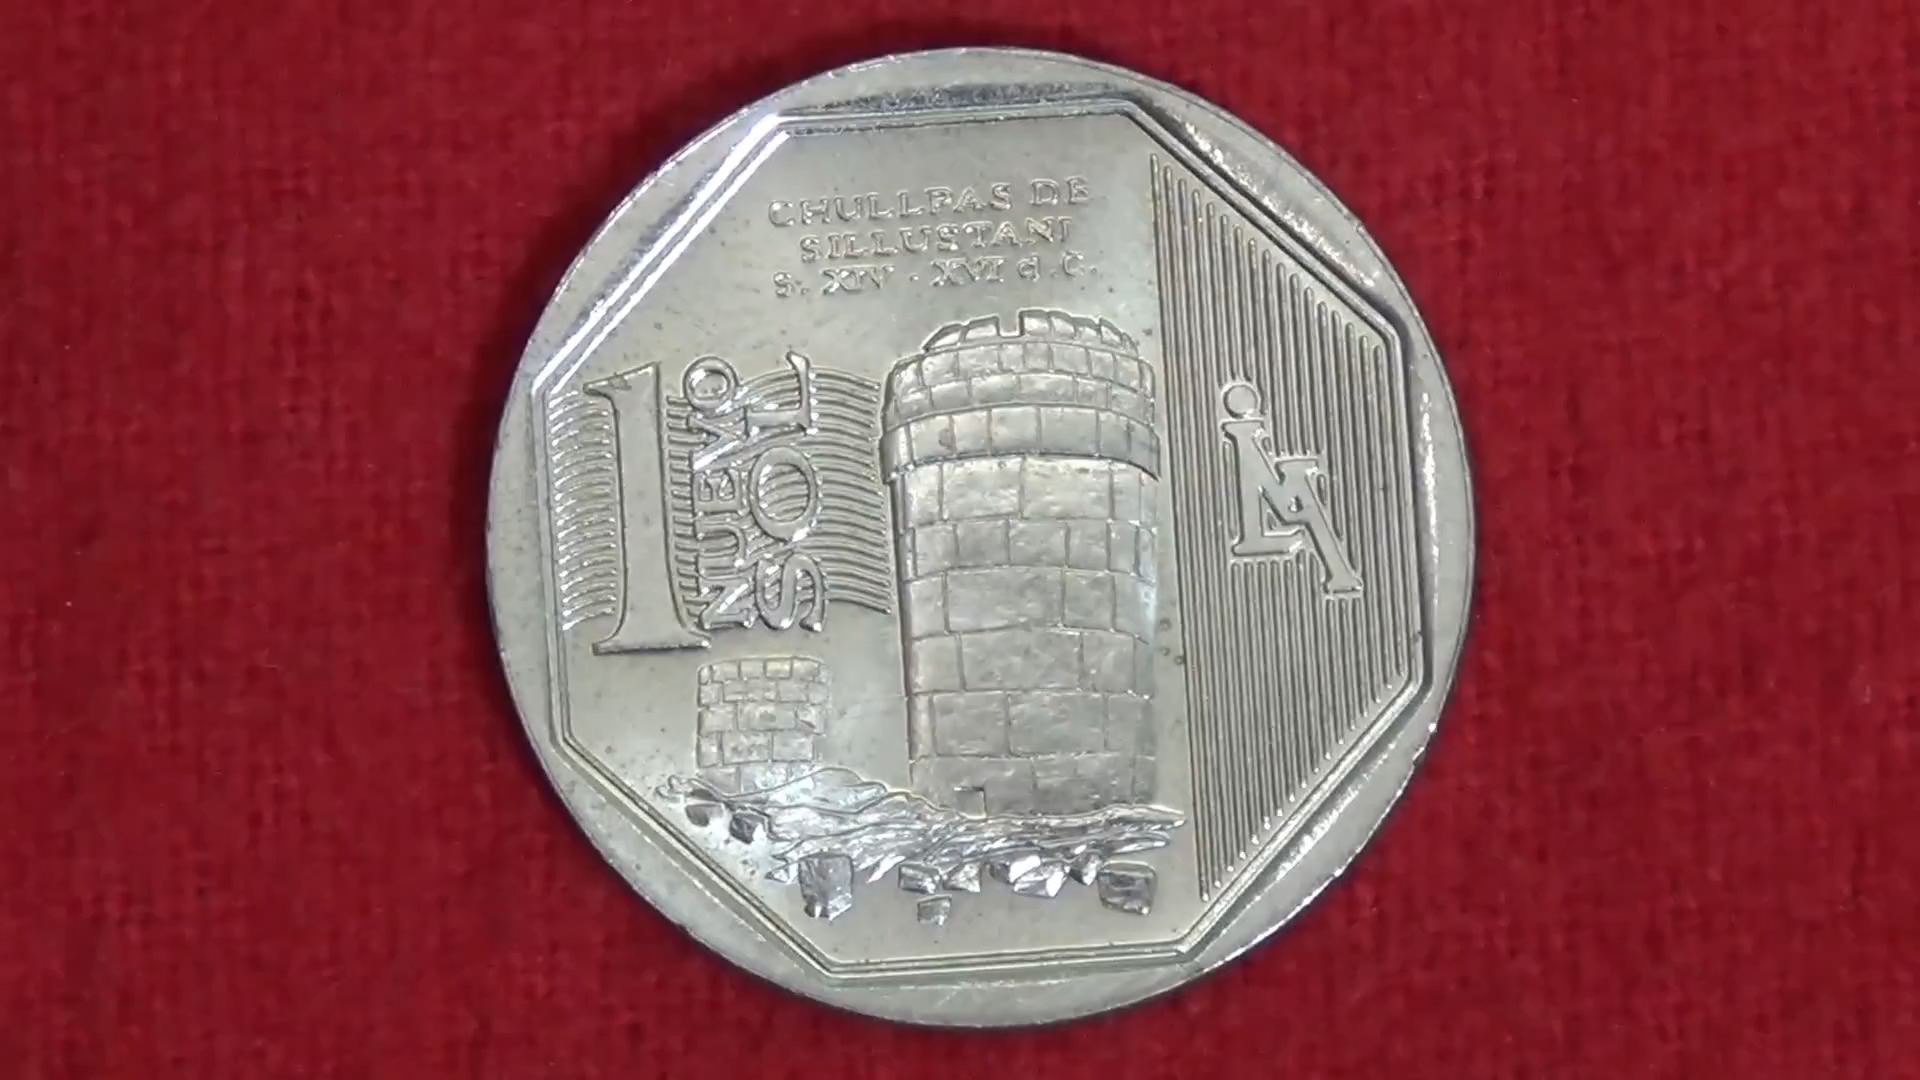 CHULLPAS DE
SILLUSTANI
S. XIV - XVI d.C.
1
NUEVO
SOL